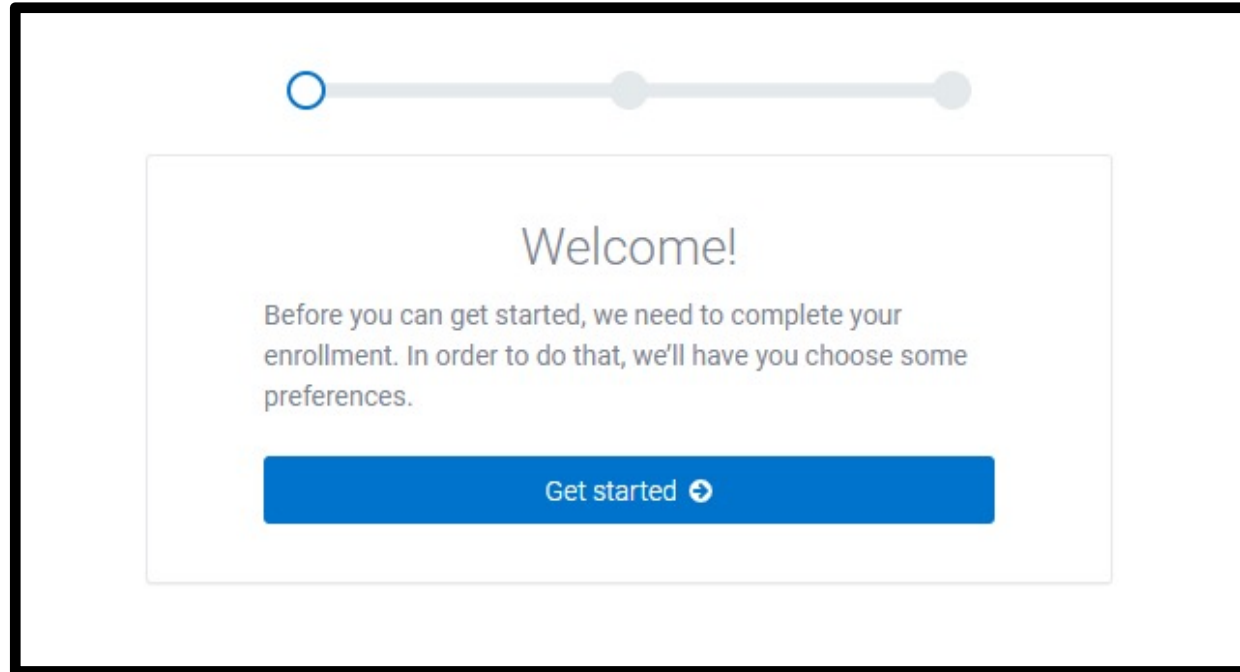 Welcome!
Before you can get started, we need to complete your
enrollment. In order to do that, we’ll have you choose some
preferences.
Get started